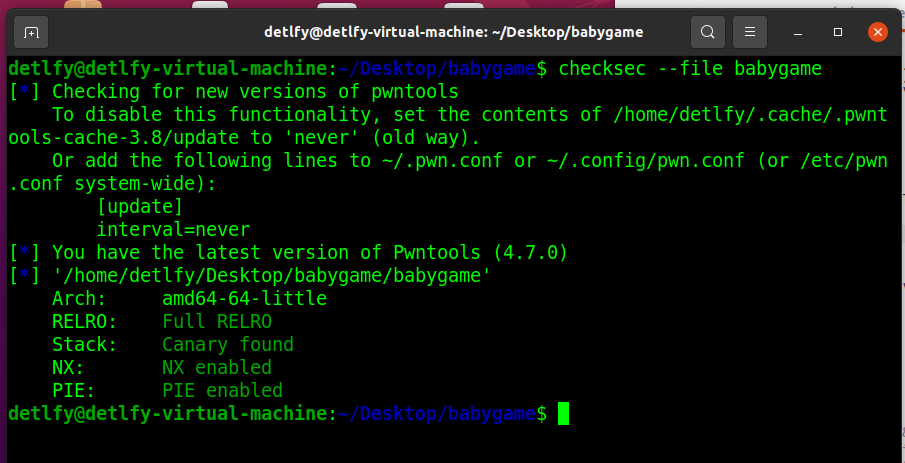 detlfy@detlfy-virtual-machine: ~/Desktop/babygame
detlfy@detlfy-virtual-machine:~/Desktop/babygame$ checksec --file babygame
[*] Checking for new versions of pwntools
    To disable this functionality, set the contents of /home/detlfy/.cache/.pwnt
ools-cache-3.8/update to 'never' (old way).
    Or add the following lines to ~/.pwn.conf or ~/.config/pwn.conf (or /etc/pwn
.conf system-wide):
        [update]
        interval=never
[*] You have the latest version of Pwntools (4.7.0)
[*] '/home/detlfy/Desktop/babygame/babygame'
    Arch:     amd64-64-little
    RELRO:    Full RELRO
    Stack:    Canary found
    NX:       NX enabled
    PIE:      PIE enabled
detlfy@detlfy-virtual-machine:~/Desktop/babygame$